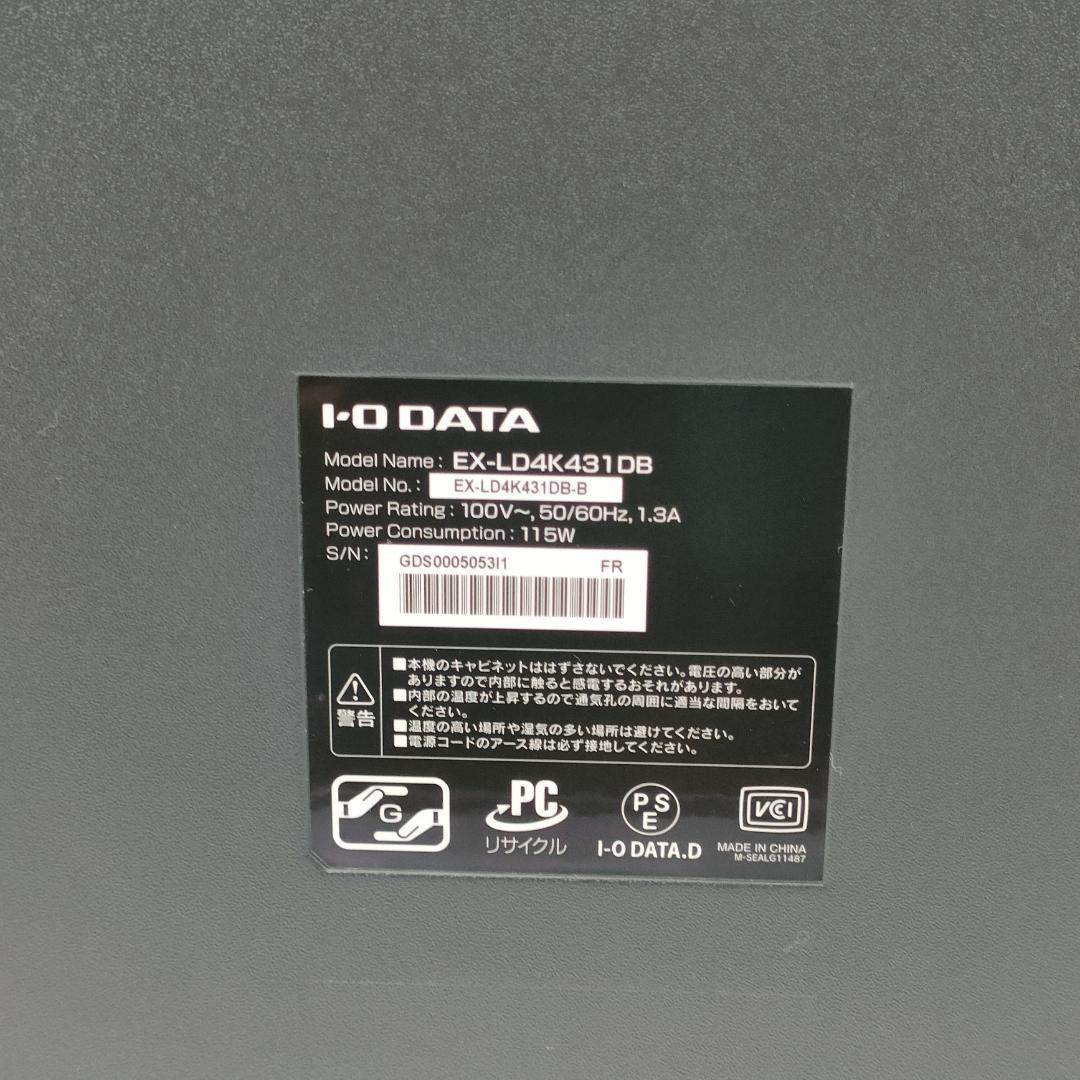 I-O DATA
Model Name: EX-LD4K431DB
Model No.: EX-LD4K431DB-B
Power Rating: 100V～, 50/60Hz, 1.3A
Power Consumption: 115W
S/N: GDS0005053I1 FR
警告
■本機のキャビネットははずさないでください。電圧の高い部分が
ありますので内部に触ると感電するおそれがあります。
■内部の温度が上昇するので通気孔の周囲に適当な間隔をおいて
ください。
■温度の高い場所や湿気の多い場所は避けてください。
■電源コードのアース線は必ず接地してください。
G
PC
リサイクル
P S
E
I-O DATA.D
VCCI
MADE IN CHINA
M-SEALG11487